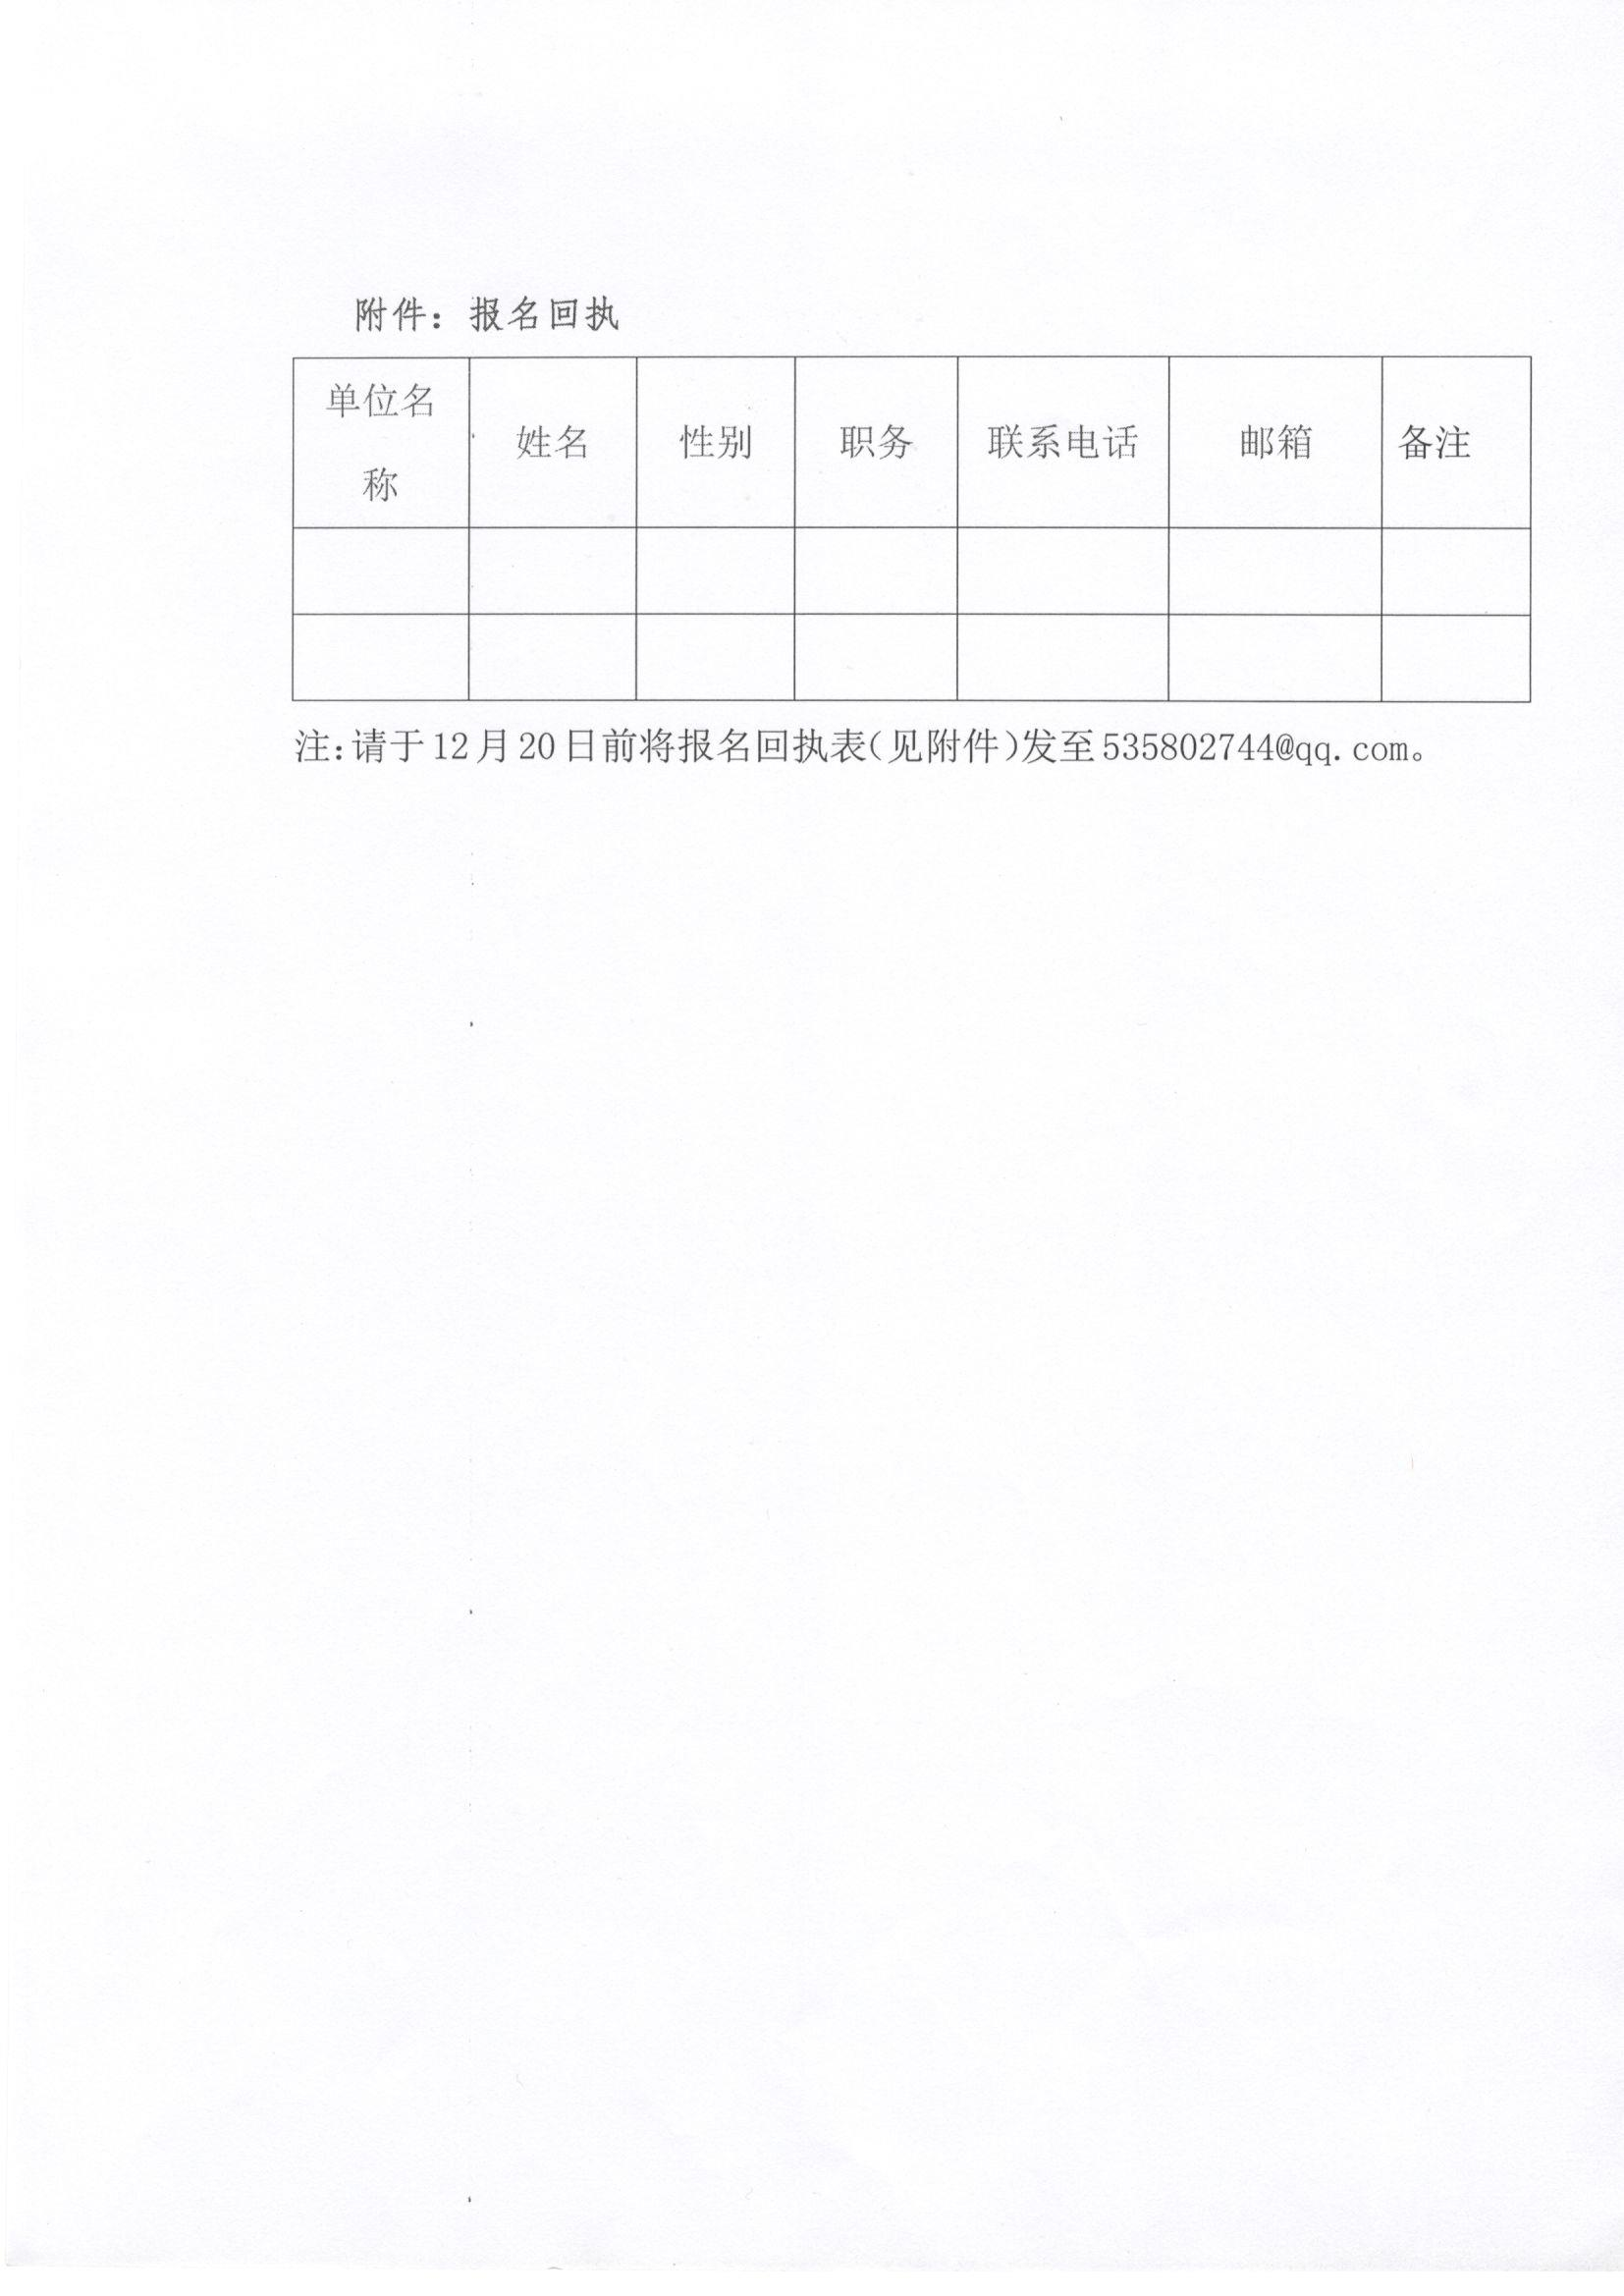 附件：报名回执
单位名
称
姓名
性别
职务
联系电话
邮箱
备注
注：请于12月20日前将报名回执表（见附件）发至535802744@qq.com。